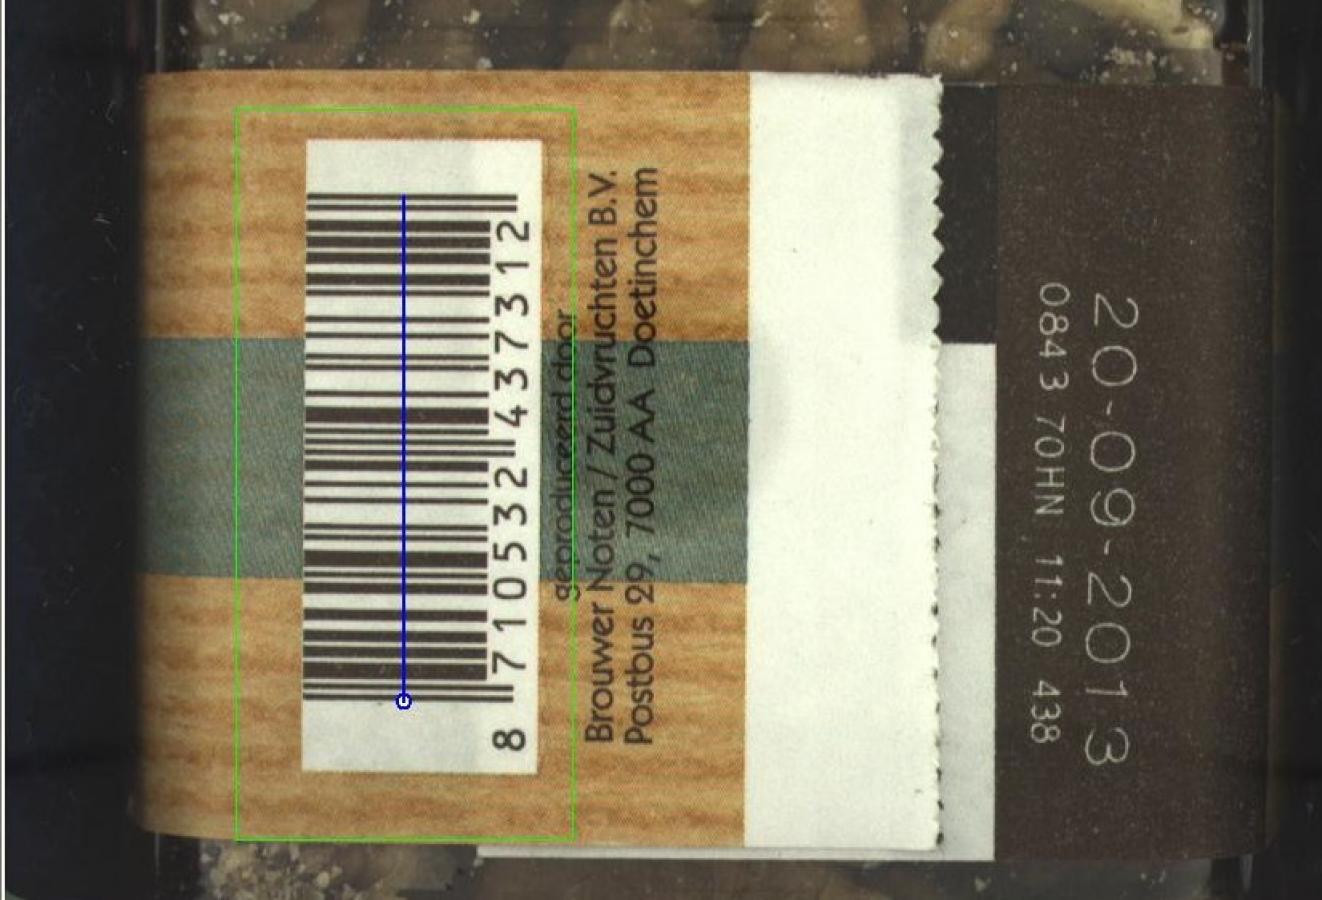 8 710532 437312
geproduceerd door
Brouwer Noten / Zuidvruchten B.V.
Postbus 29, 7000 AA Doetinchem
0843 70HN 11:20 438
20-09-2013